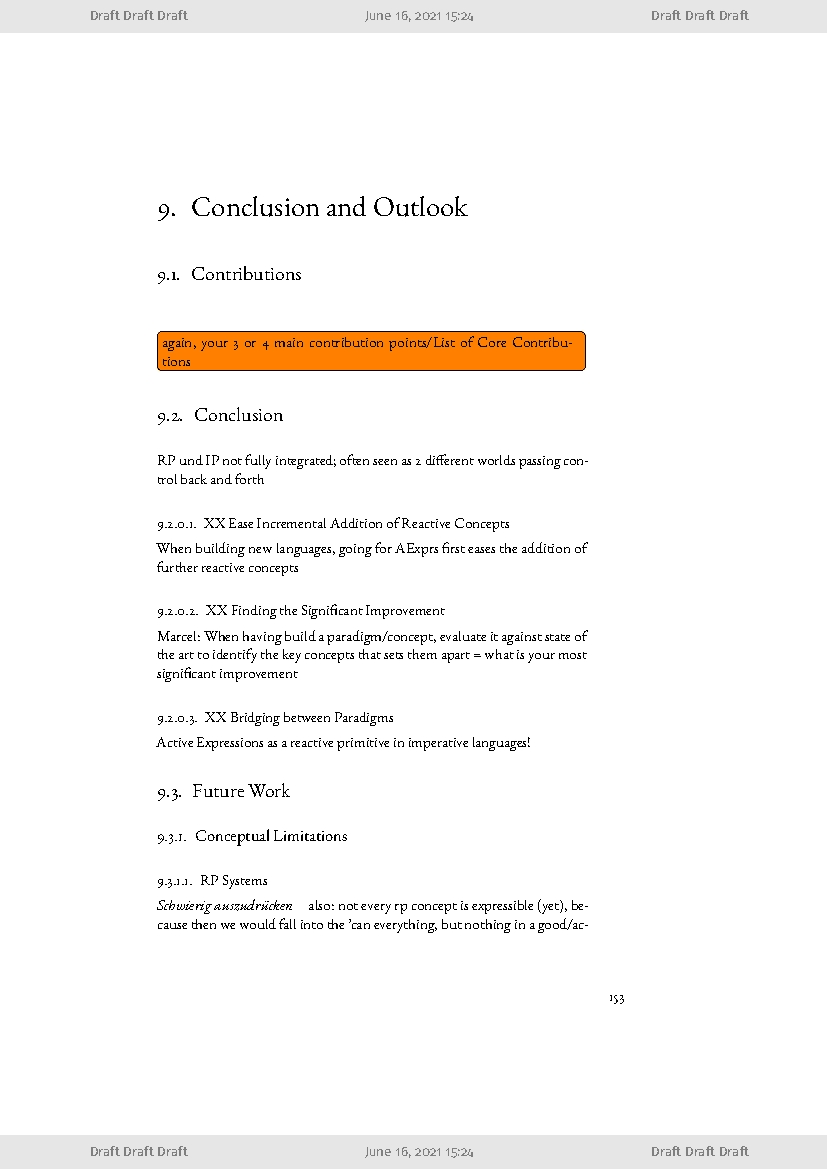 Draft Draft Draft June 16, 2021 15:24 Draft Draft Draft
9. Conclusion and Outlook
9.1. Contributions
again, your 3 or 4 main contribution points/List of Core Contribu-
tions
9.2. Conclusion
RP und IP not fully integrated; often seen as 2 different worlds passing con-
trol back and forth
9.2.0.1. XX Ease Incremental Addition of Reactive Concepts
When building new languages, going for AExprs first eases the addition of
further reactive concepts
9.2.0.2. XX Finding the Significant Improvement
Marcel: When having build a paradigm/concept, evaluate it against state of
the art to identify the key concepts that sets them apart = what is your most
significant improvement
9.2.0.3. XX Bridging between Paradigms
Active Expressions as a reactive primitive in imperative languages!
9.3. Future Work
9.3.1. Conceptual Limitations
9.3.1.1. RP Systems
Schwierig auszudrücken also: not every rp concept is expressible (yet), be-
cause then we would fall into the 'can everything, but nothing in a good/ac-
153
Draft Draft Draft June 16, 2021 15:24 Draft Draft Draft